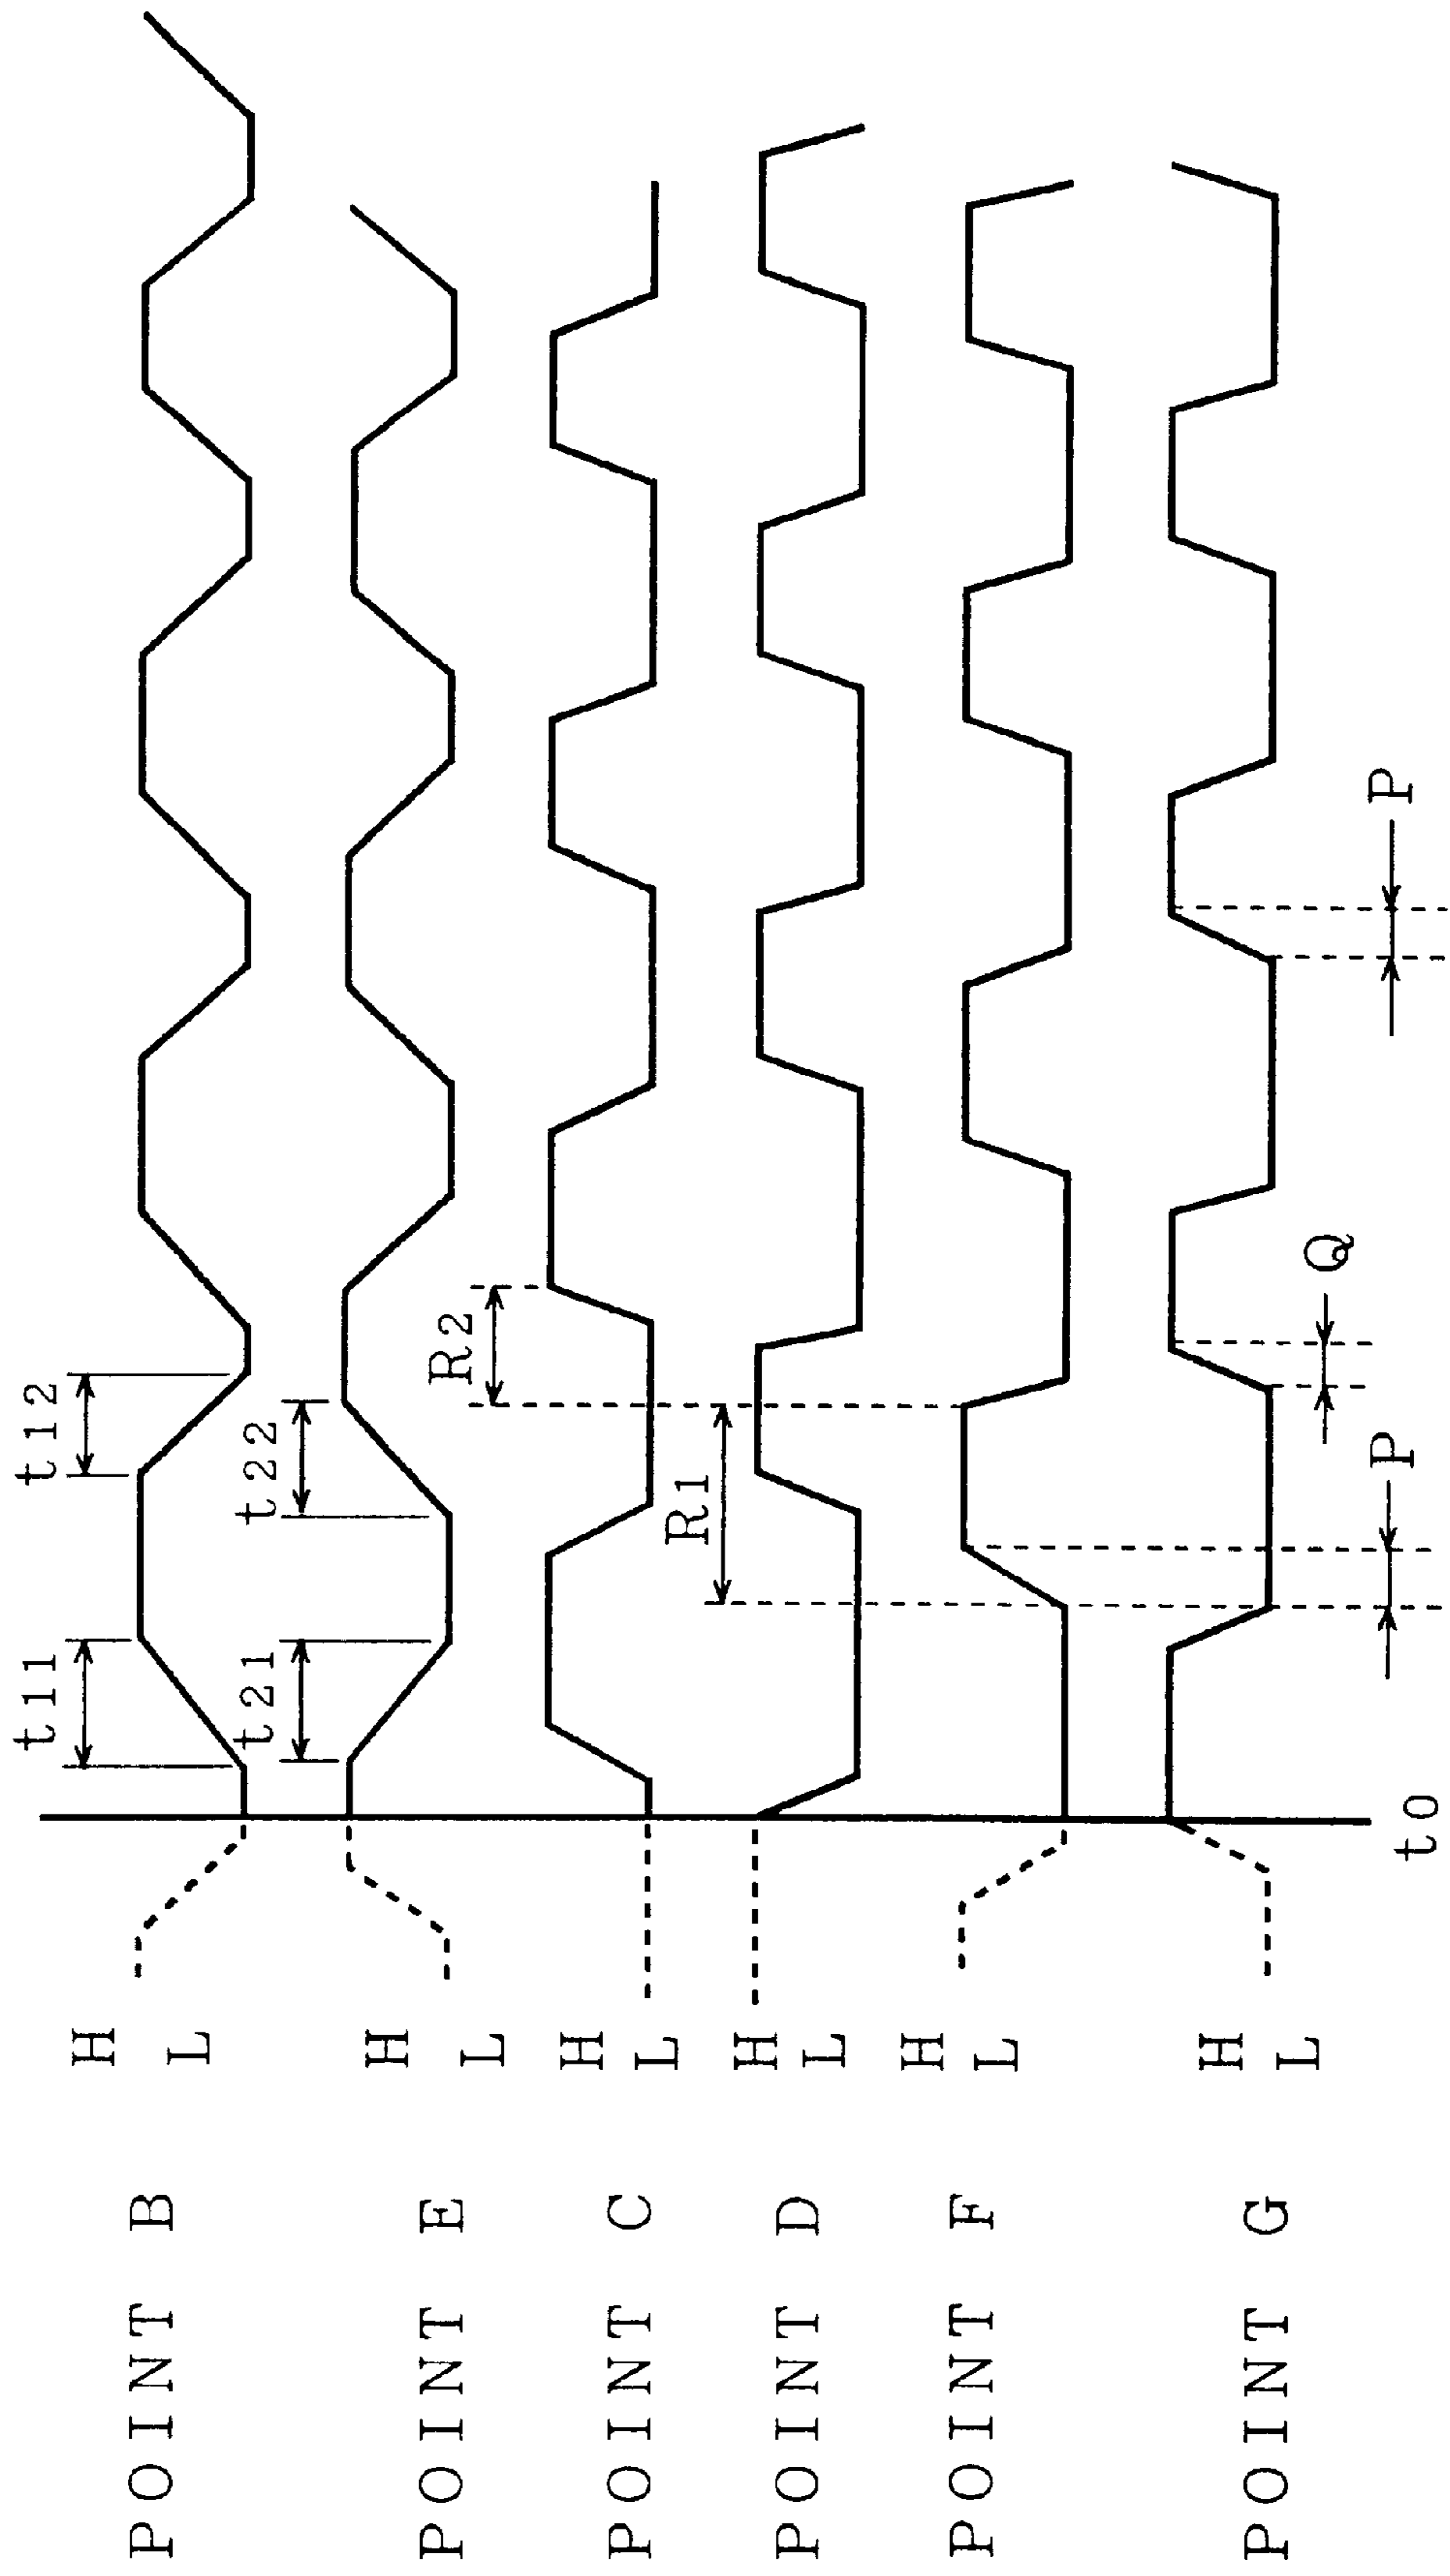 POINT B H L t11 t12
POINT E H L t21 t22
POINT C H L R2
POINT D H L R1
POINT F H L
POINT G H L Q
P P
t0